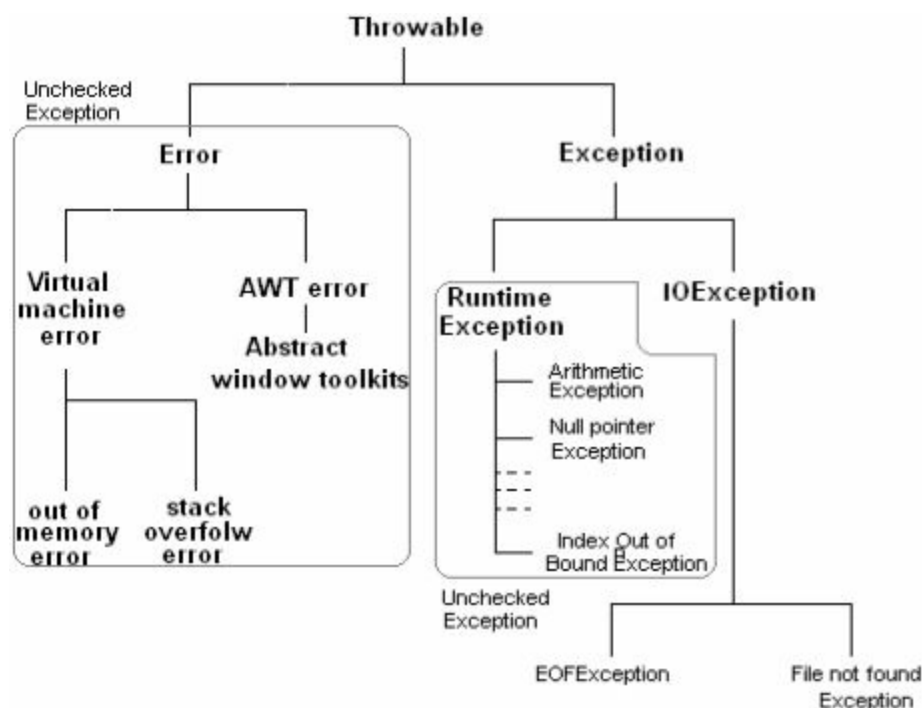 Throwable
Unchecked
Exception
Error
Exception
Virtual
machine
error
AWT error
Abstract
window toolkits
out of
memory
error
stack
overfolw
error
Runtime
Exception
IOException
Arithmetic
Exception
Null pointer
Exception
Index Out of
Bound Exception
Unchecked
Exception
EOFException
File not found
Exception